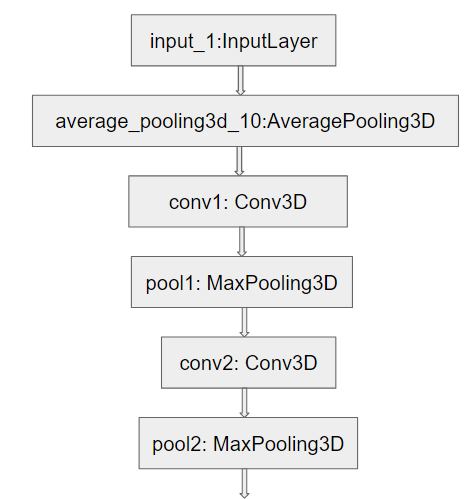 input_1:InputLayer
average_pooling3d_10:AveragePooling3D
conv1: Conv3D
pool1: MaxPooling3D
conv2: Conv3D
pool2: MaxPooling3D